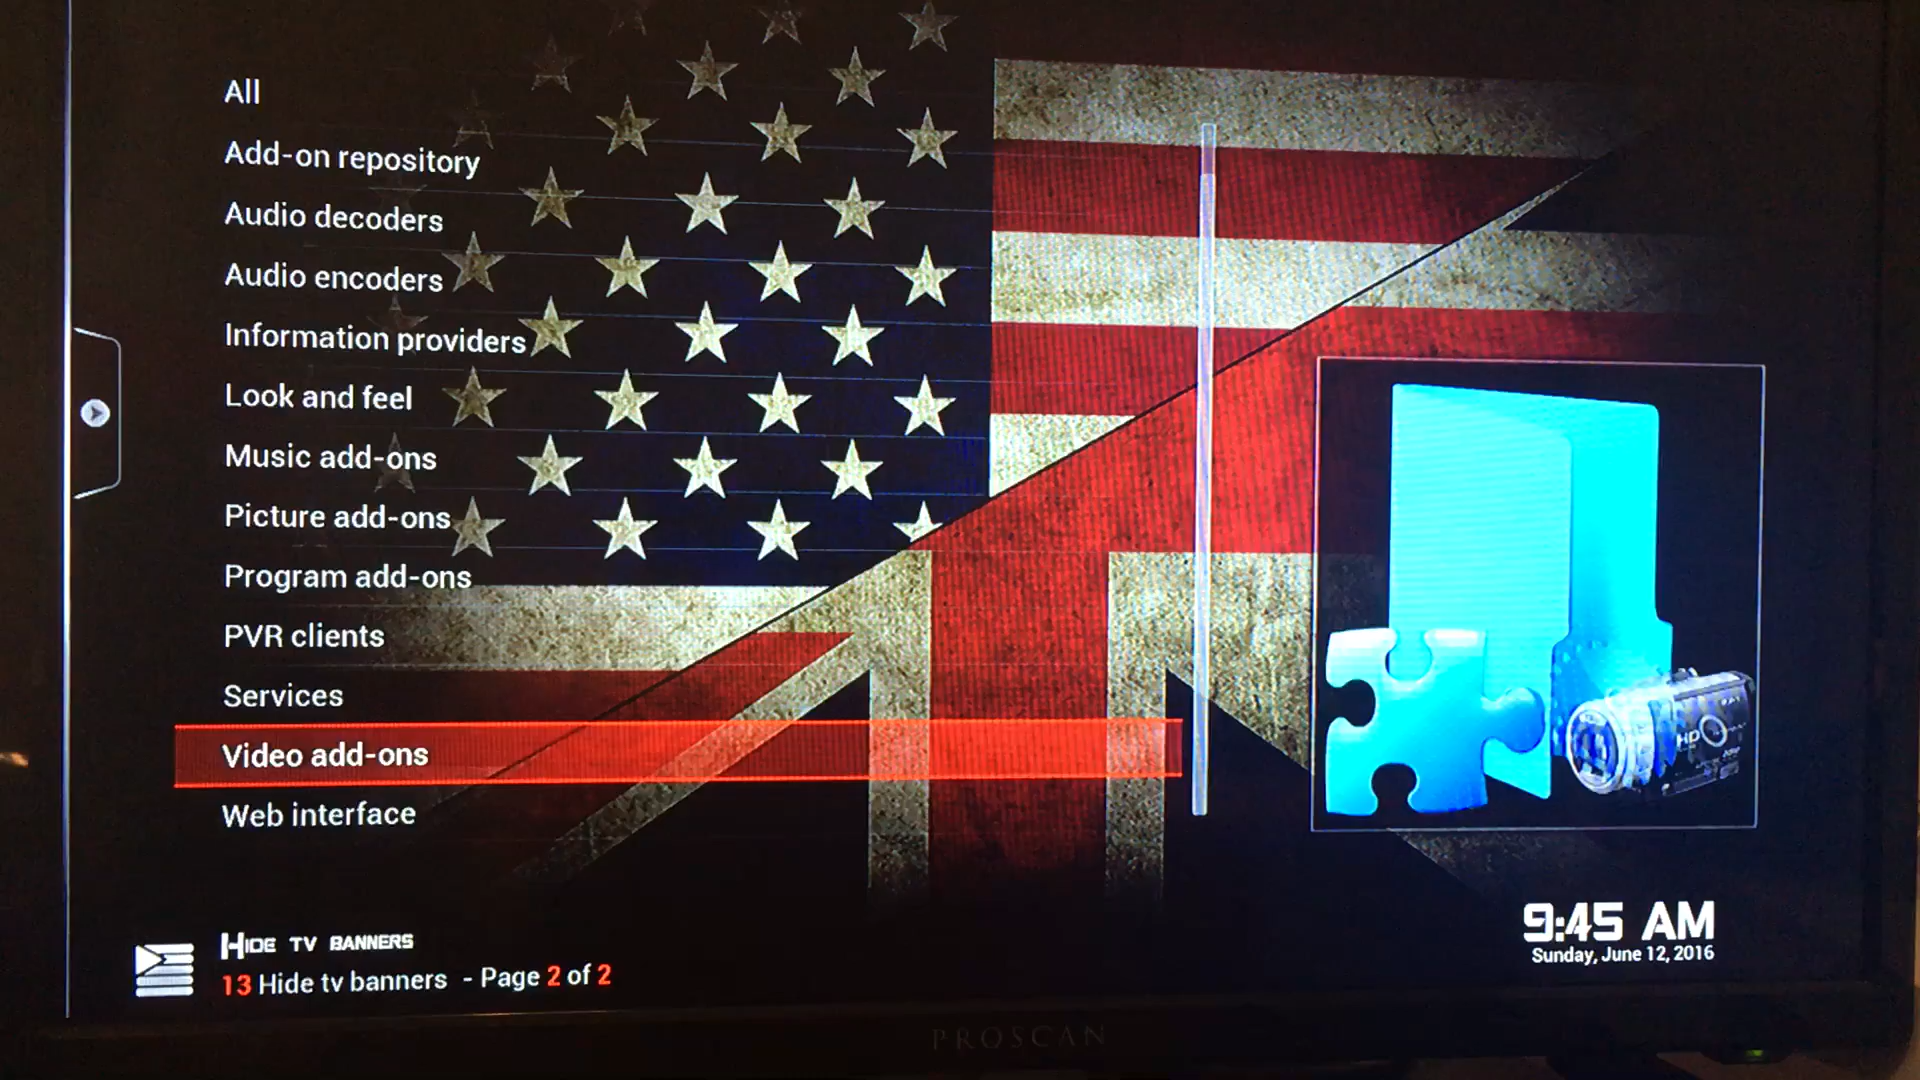 All
Add-on repository
Audio decoders
Audio encoders
Information providers
Look and feel
Music add-ons
Picture add-ons
Program add-ons
PVR clients
Services
Video add-ons
Web interface
HD
HIDE TV BANNERS
13 Hide tv banners - Page 2 of 2
9:45 AM
Sunday, June 12, 2016
PROSCAN